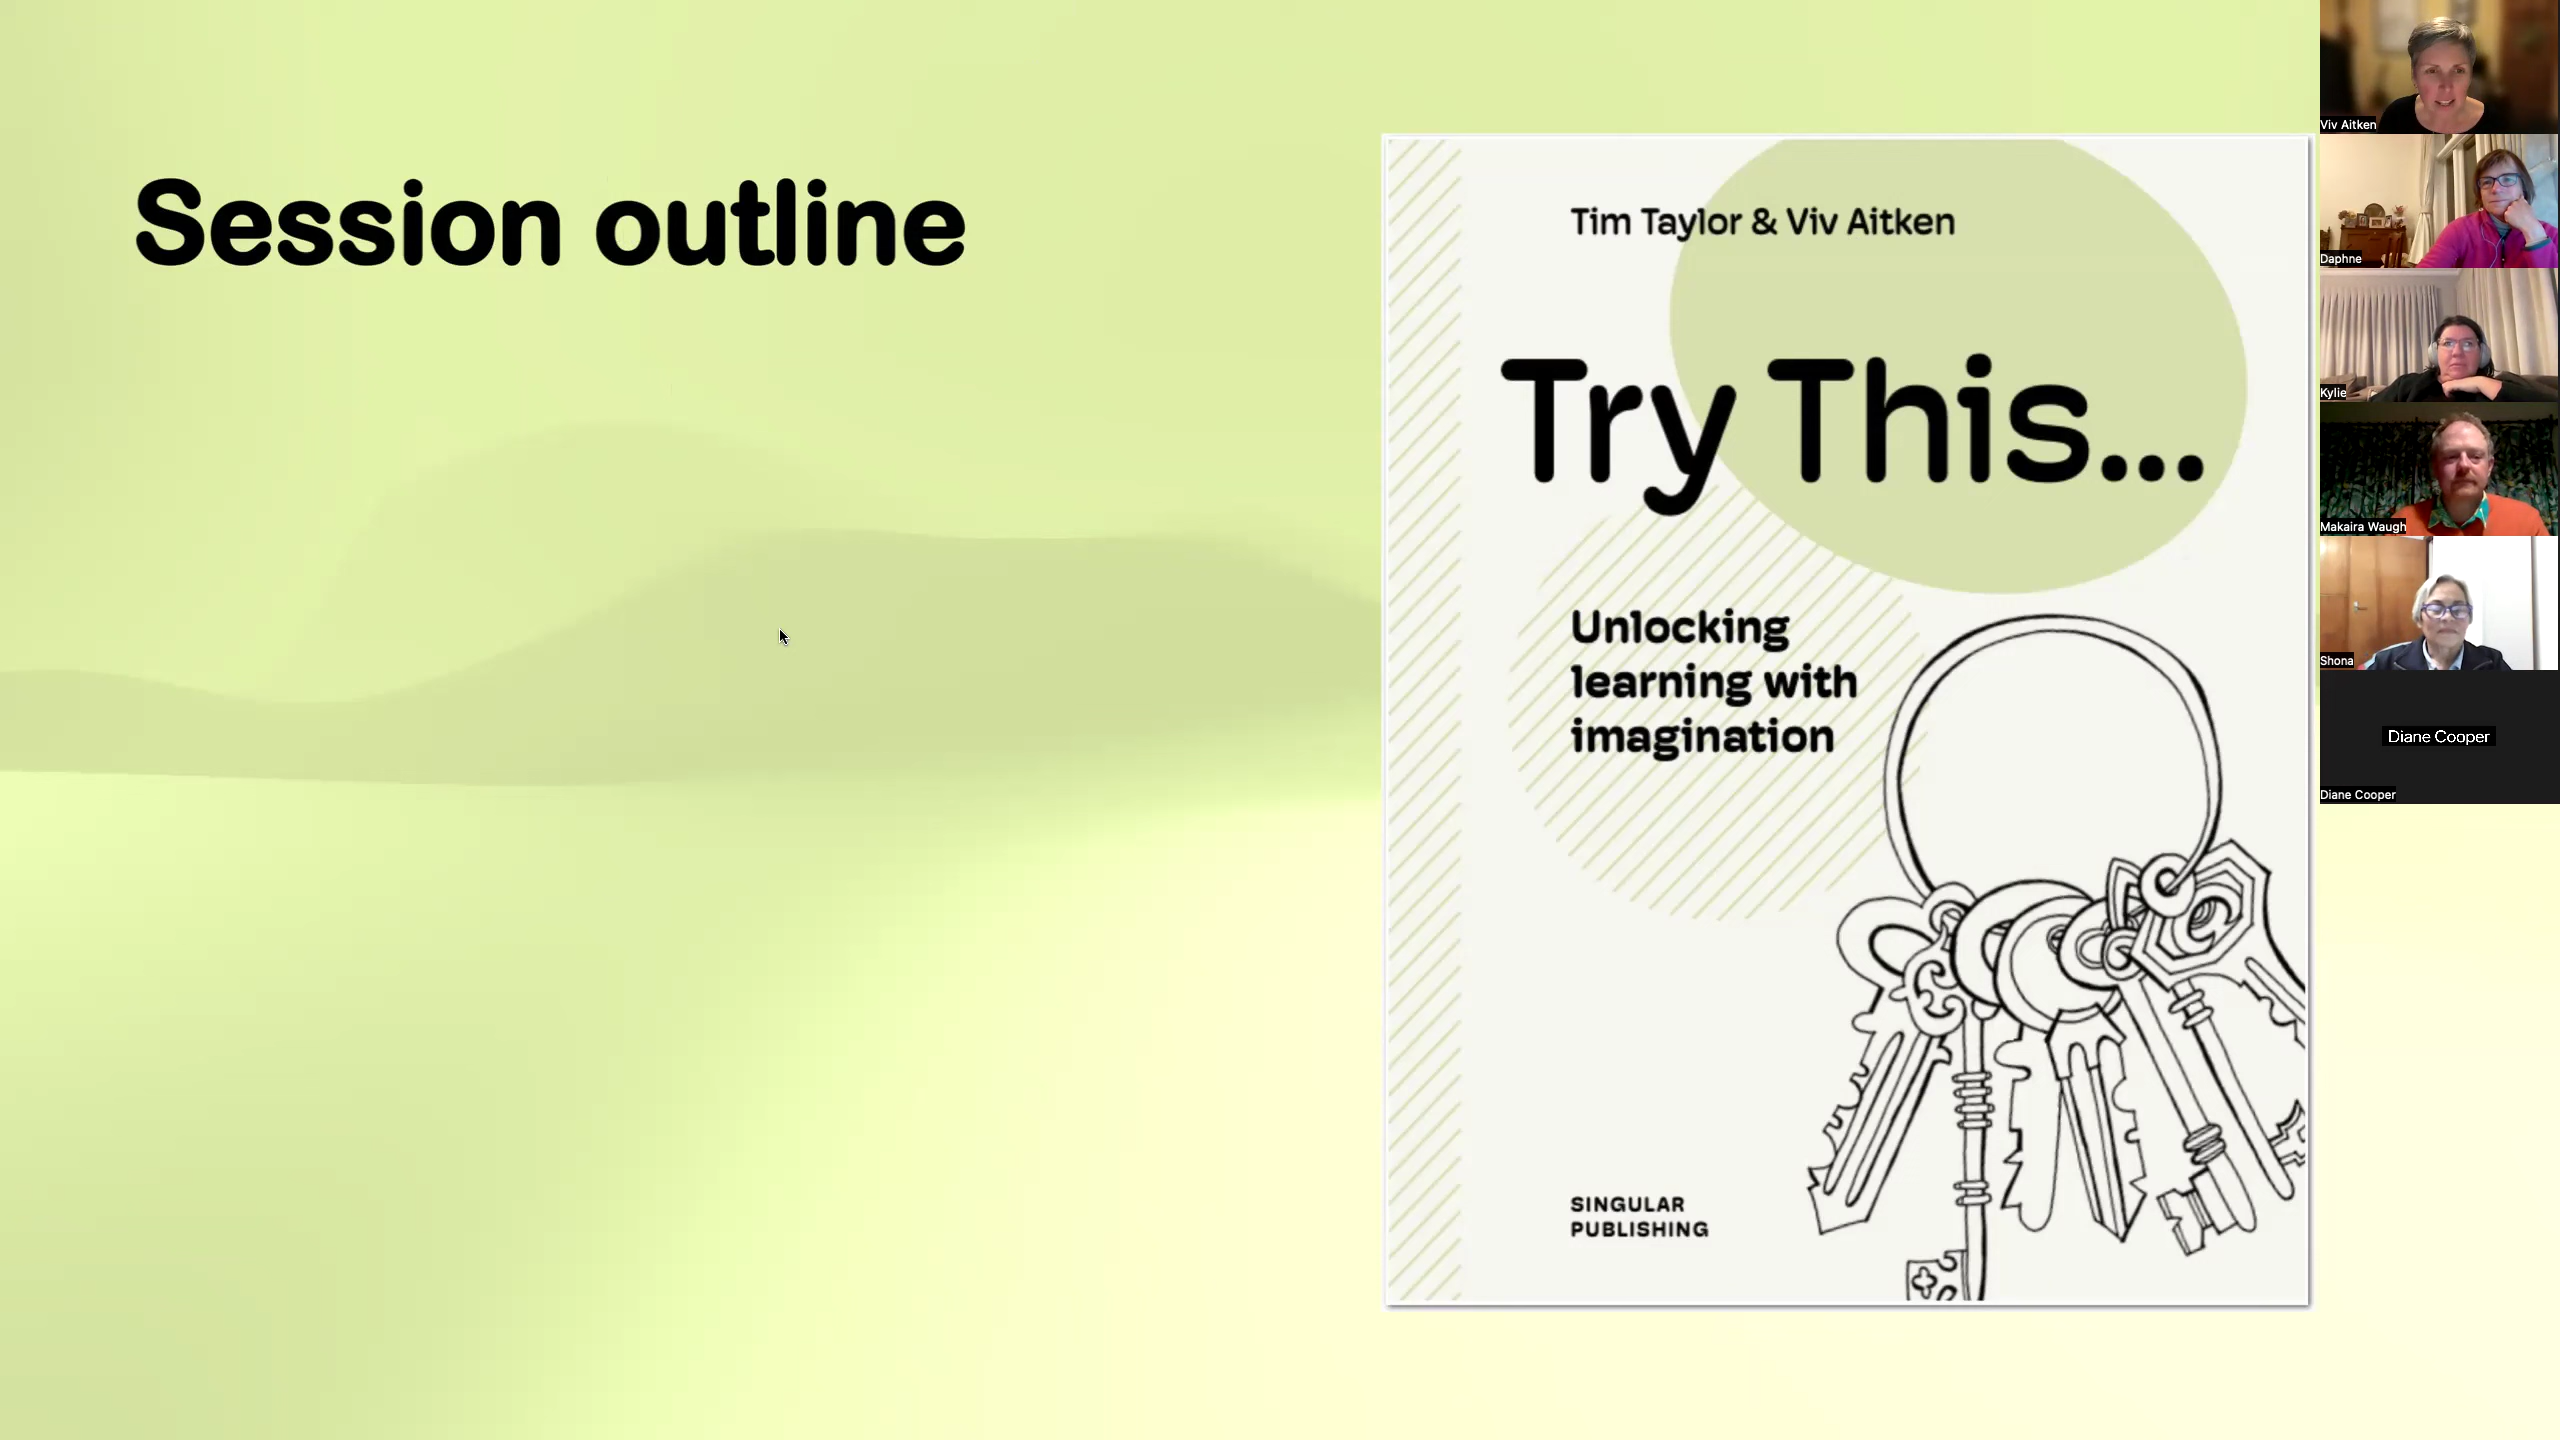 Session outline
Tim Taylor & Viv Aitken
Try This...
Unlocking
learning with
imagination
SINGULAR
PUBLISHING
Viv Aitken
Daphne
Kylie
Makaira Waugh
Shona
Diane Cooper
Diane Cooper